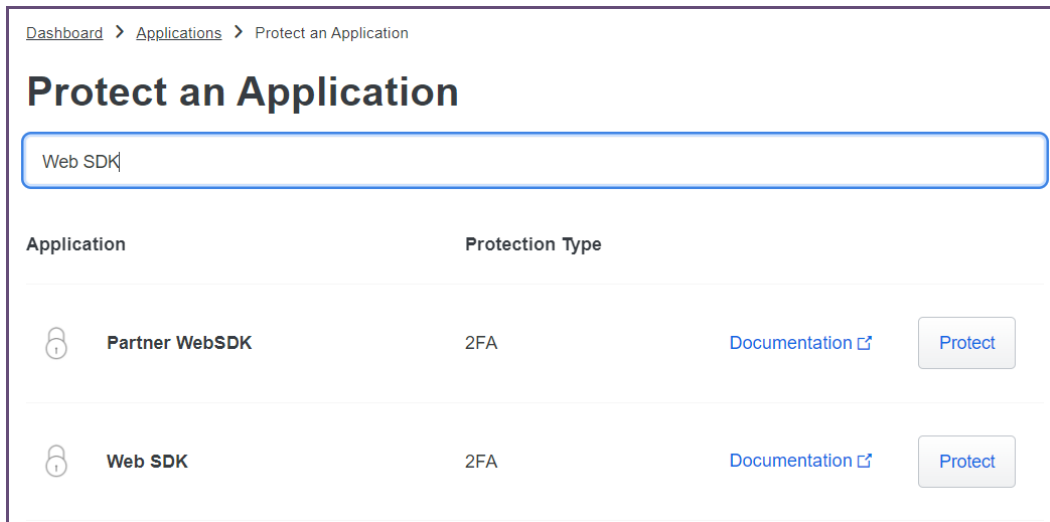 Dashboard > Applications > Protect an Application
Protect an Application
Web SDK
Application Protection Type
Partner WebSDK 2FA Documentation Protect
Web SDK 2FA Documentation Protect